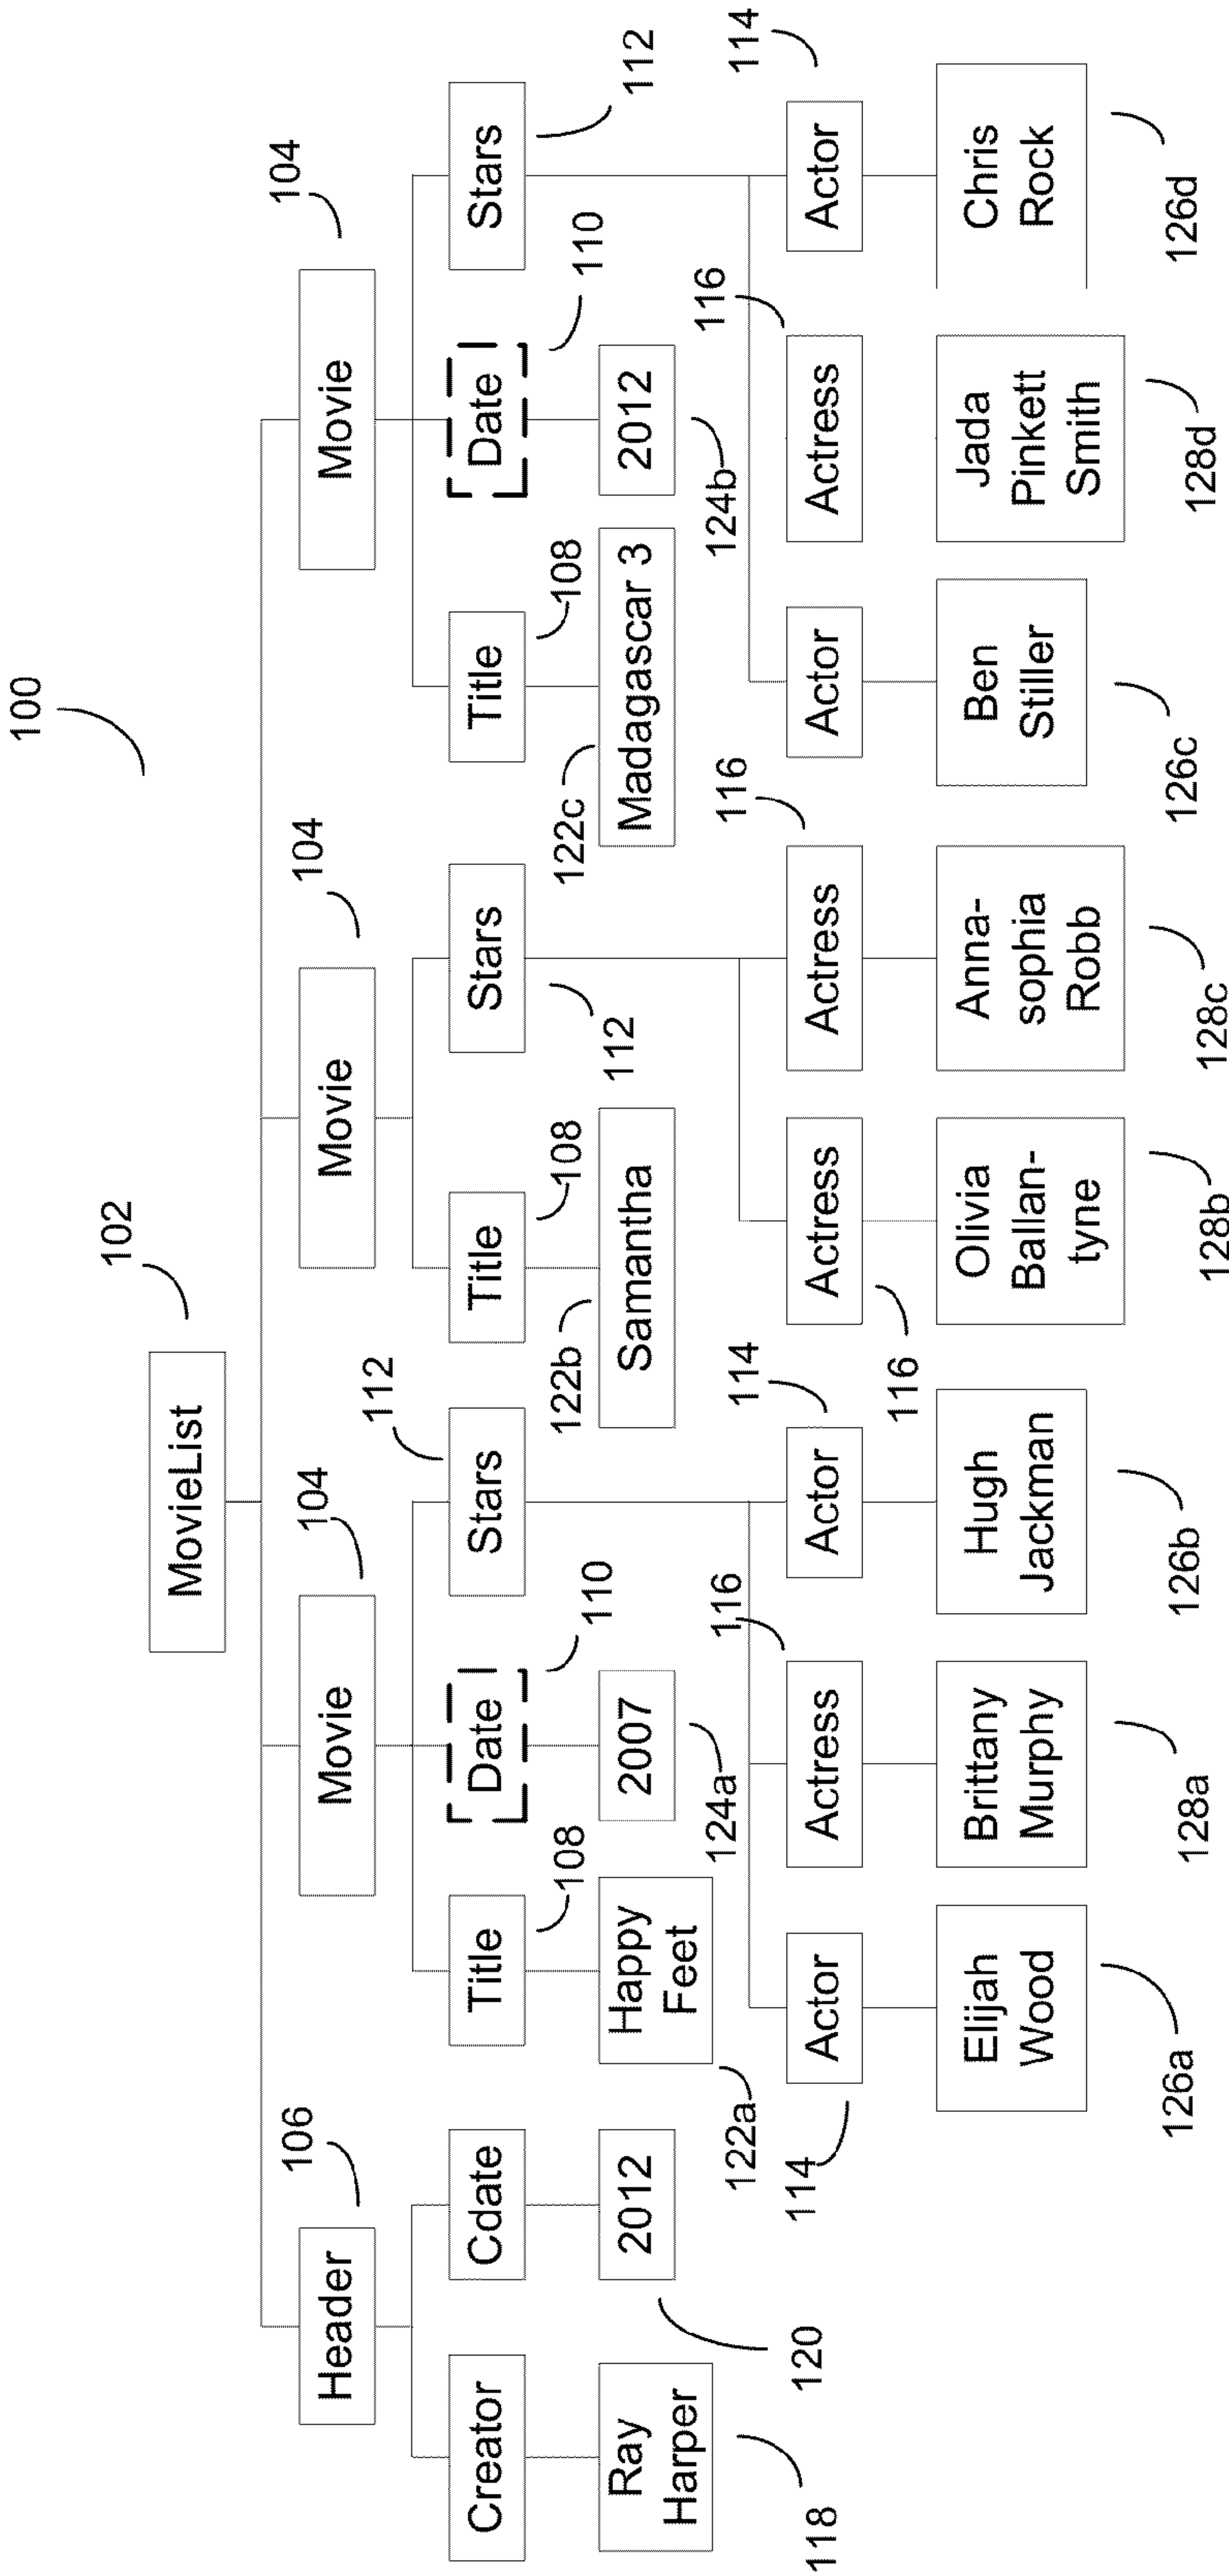 100
102
MovieList
106
104
104
104
Header
Movie
Movie
Movie
112
110
112
110
112
Creator
Cdate
Title
Date
Stars
Title
Stars
Title
Date
Stars
108
108
108
118
Ray
Harper
120
2012
122a
Happy
Feet
124a
2007
122b
Samantha
122c
Madagascar 3
124b
2012
114
116
114
116
116
116
114
Actor
Actress
Actor
Actress
Actress
Actor
Actress
Actor
Elijah
Wood
Brittany
Murphy
Hugh
Jackman
Olivia
Ballan-
tyne
Anna-
sophia
Robb
Ben
Stiller
Jada
Pinkett
Smith
Chris
Rock
126a
128a
126b
128b
128c
126c
128d
126d